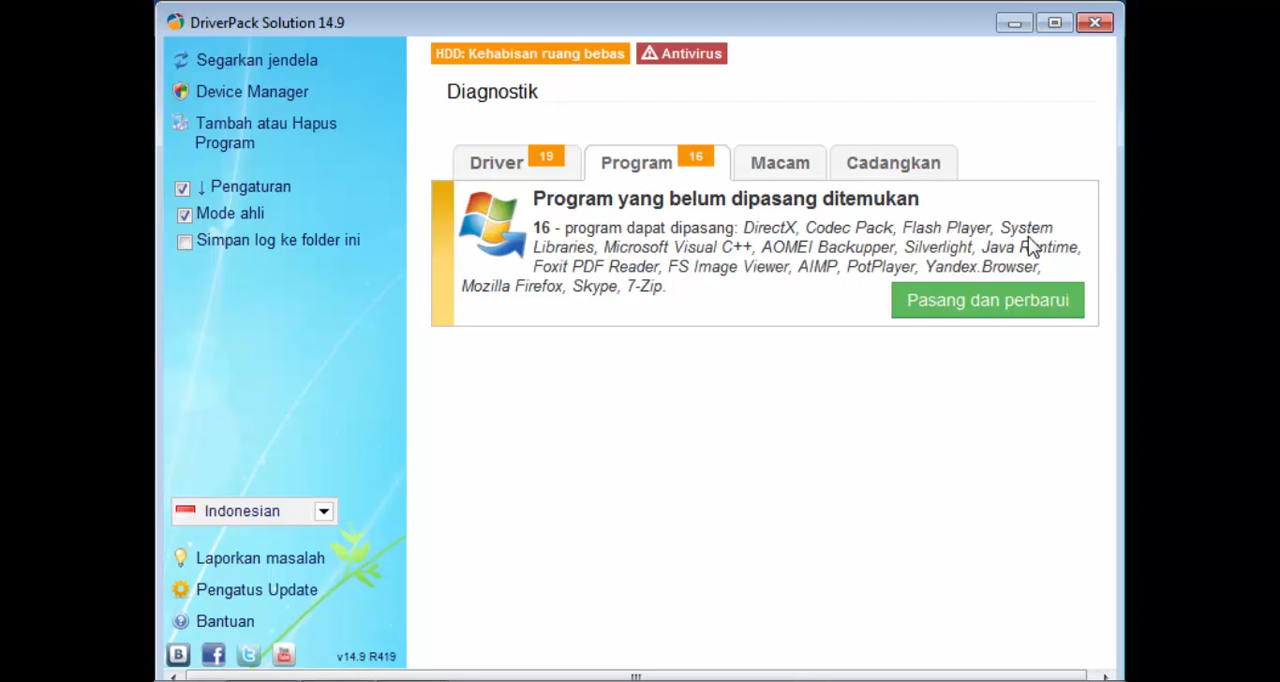 DriverPack Solution 14.9
Segarkan jendela
Device Manager
Tambah atau Hapus
Program
↓ Pengaturan
Mode ahli
Simpan log ke folder ini
Indonesian
Laporkan masalah
Pengatus Update
Bantuan
B
f
t
You
v14.9 R419
HDD: Kehabisan ruang bebas
Antivirus
Diagnostik
Driver 19
Program 16
Macam
Cadangkan
Program yang belum dipasang ditemukan
16 - program dapat dipasang: DirectX, Codec Pack, Flash Player, System
Libraries, Microsoft Visual C++, AOMEI Backupper, Silverlight, Java Runtime,
Foxit PDF Reader, FS Image Viewer, AIMP, PotPlayer, Yandex.Browser,
Mozilla Firefox, Skype, 7-Zip.
Pasang dan perbarui